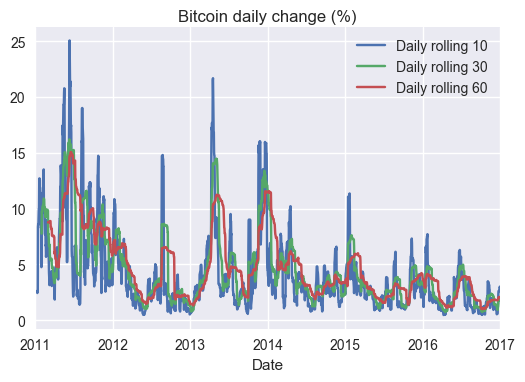 Bitcoin daily change (%)
Daily rolling 10
Daily rolling 30
Daily rolling 60
25
20
15
10
5
0
2011 2012 2013 2014 2015 2016 2017
Date